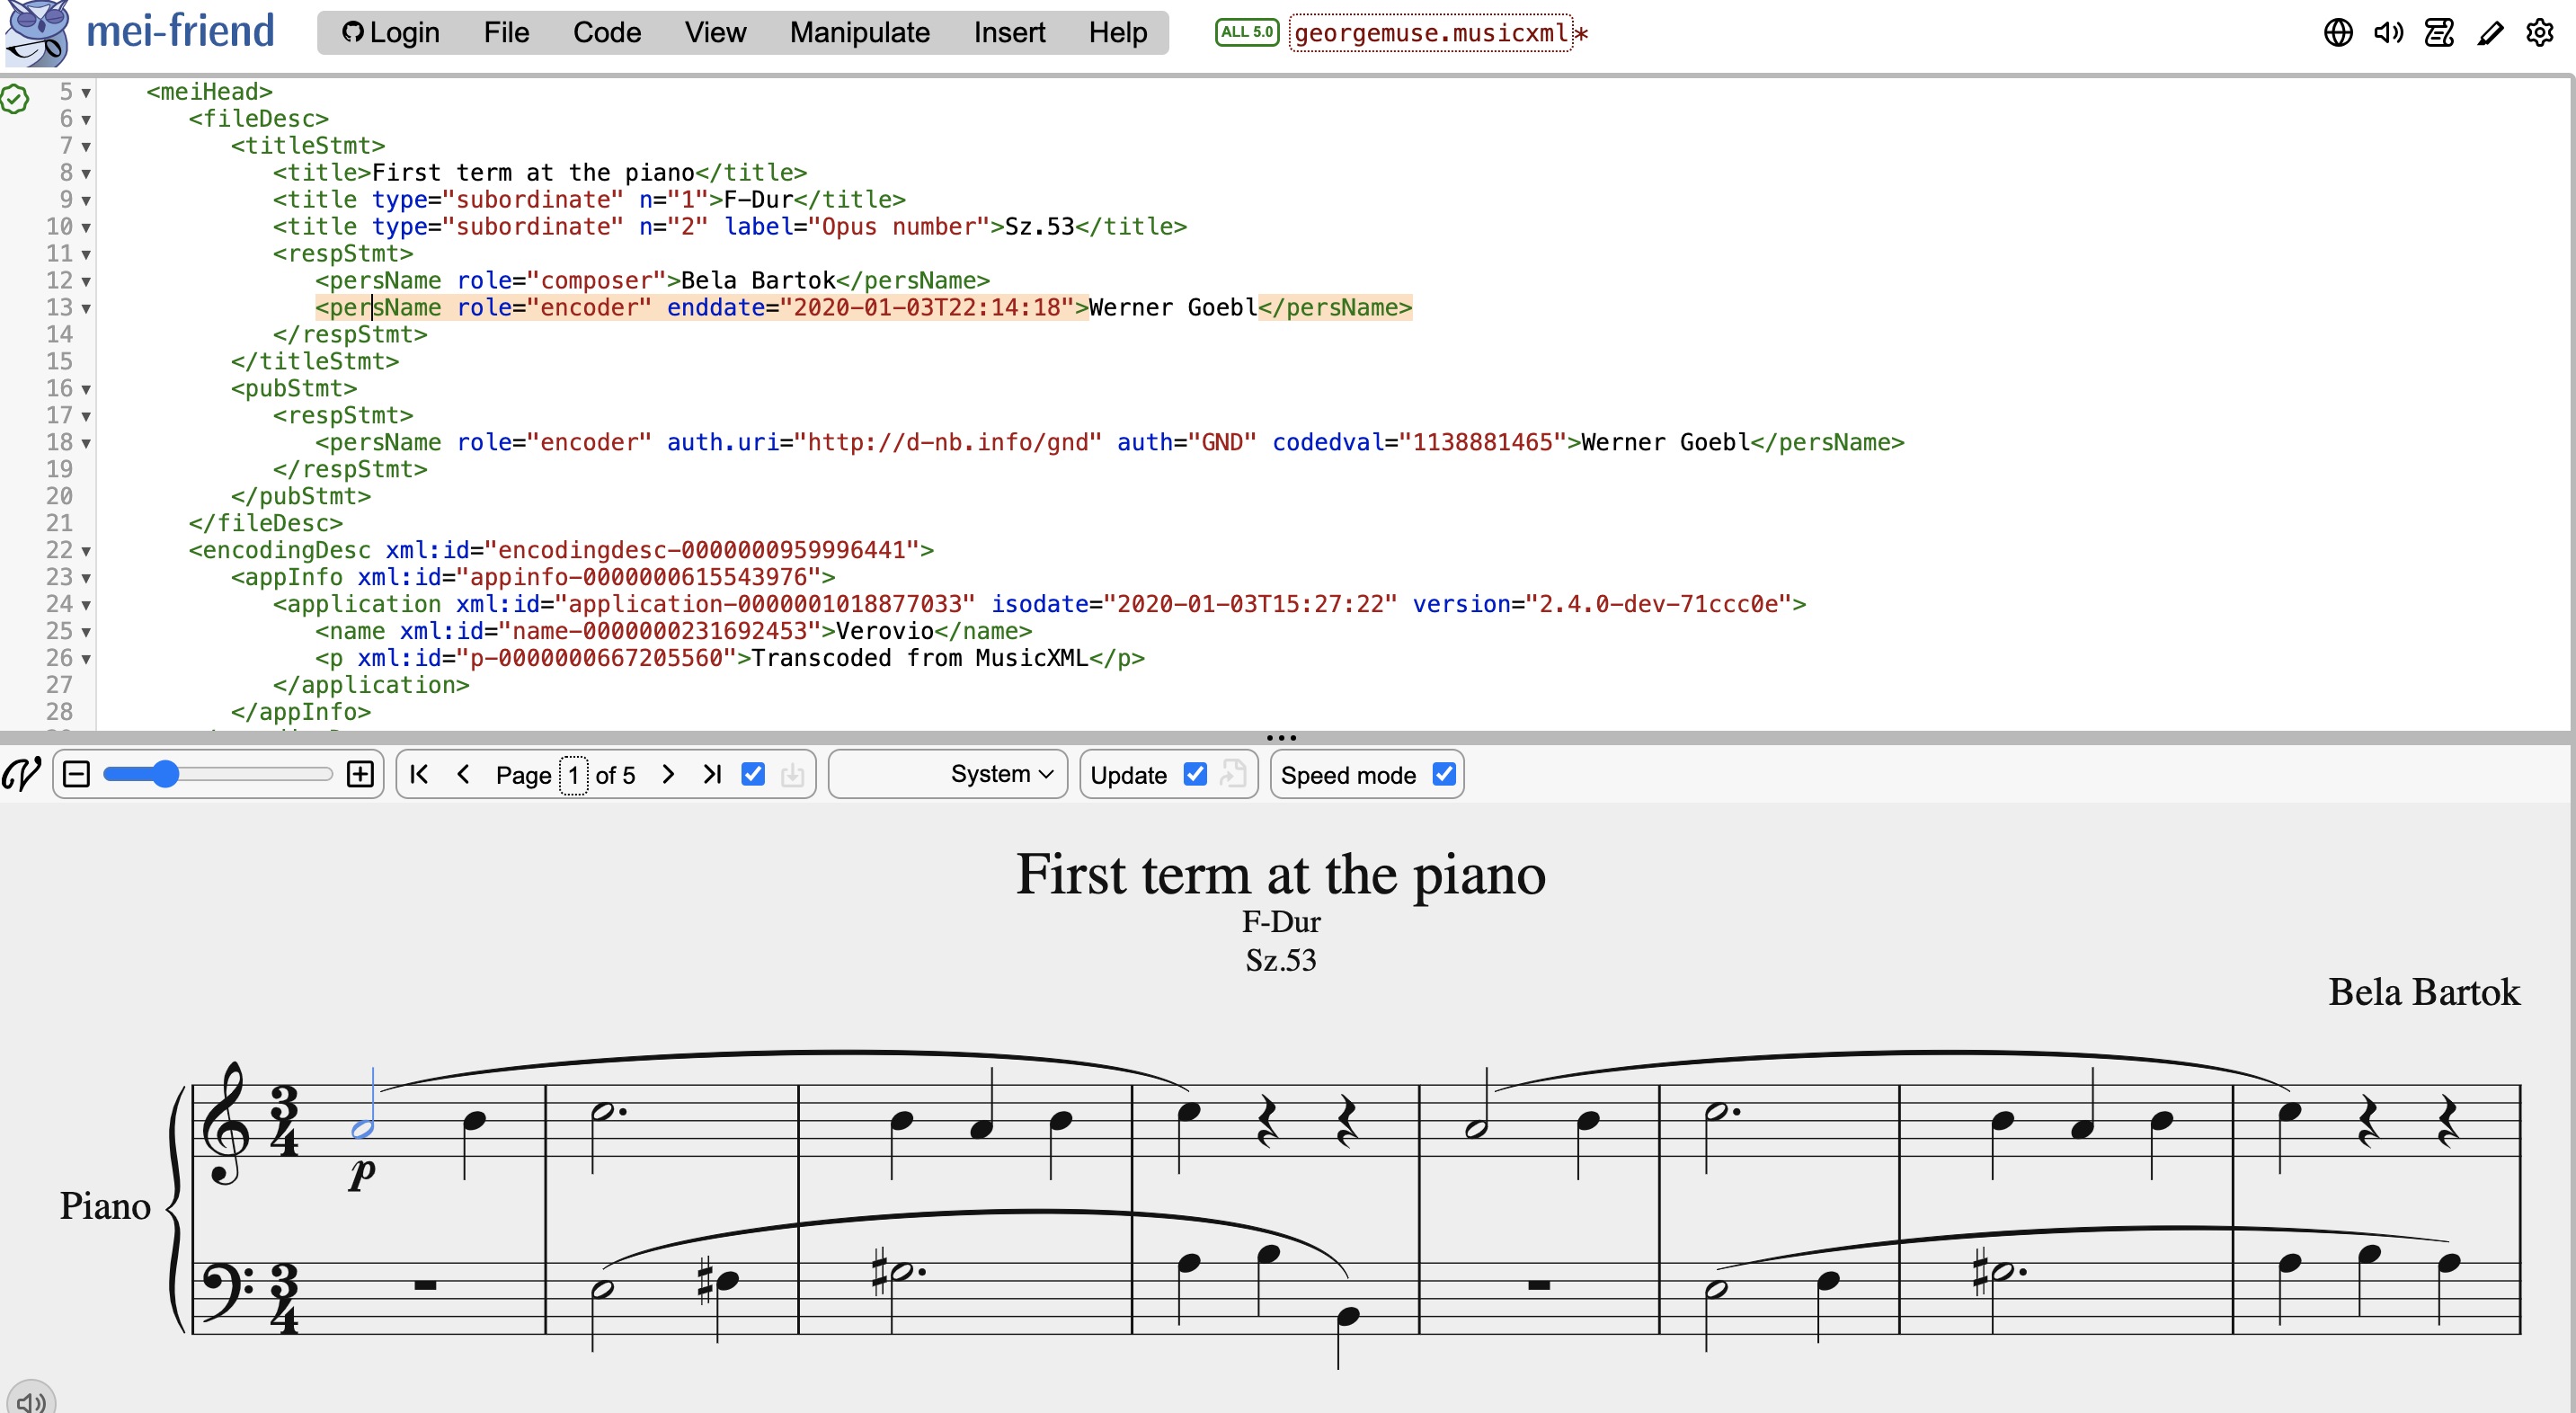 mei-friend Login File Code View Manipulate Insert Help ALL 5.0 georgemuse.musicxml*
5 <meiHead>
6 <fileDesc>
7 <titleStmt>
8 <title>First term at the piano</title>
9 <title type="subordinate" n="1">F-Dur</title>
10 <title type="subordinate" n="2" label="Opus number">Sz.53</title>
11 <respStmt>
12 <persName role="composer">Bela Bartok</persName>
13 <persName role="encoder" enddate="2020-01-03T22:14:18">Werner Goebl</persName>
14 </respStmt>
15 </titleStmt>
16 <pubStmt>
17 <respStmt>
18 <persName role="encoder" auth.uri="http://d-nb.info/gnd" auth="GND" codedval="1138881465">Werner Goebl</persName>
19 </respStmt>
20 </pubStmt>
21 </fileDesc>
22 <encodingDesc xml:id="encodingdesc-0000000959996441">
23 <appInfo xml:id="appinfo-0000000615543976">
24 <application xml:id="application-0000001018877033" isodate="2020-01-03T15:27:22" version="2.4.0-dev-71ccc0e">
25 <name xml:id="name-0000000231692453">Verovio</name>
26 <p xml:id="p-0000000667205560">Transcoded from MusicXML</p>
27 </application>
28 </appInfo>
Page 1 of 5 System Update Speed mode
First term at the piano
F-Dur
Sz.53
Bela Bartok
3 4
p
Piano
3 4